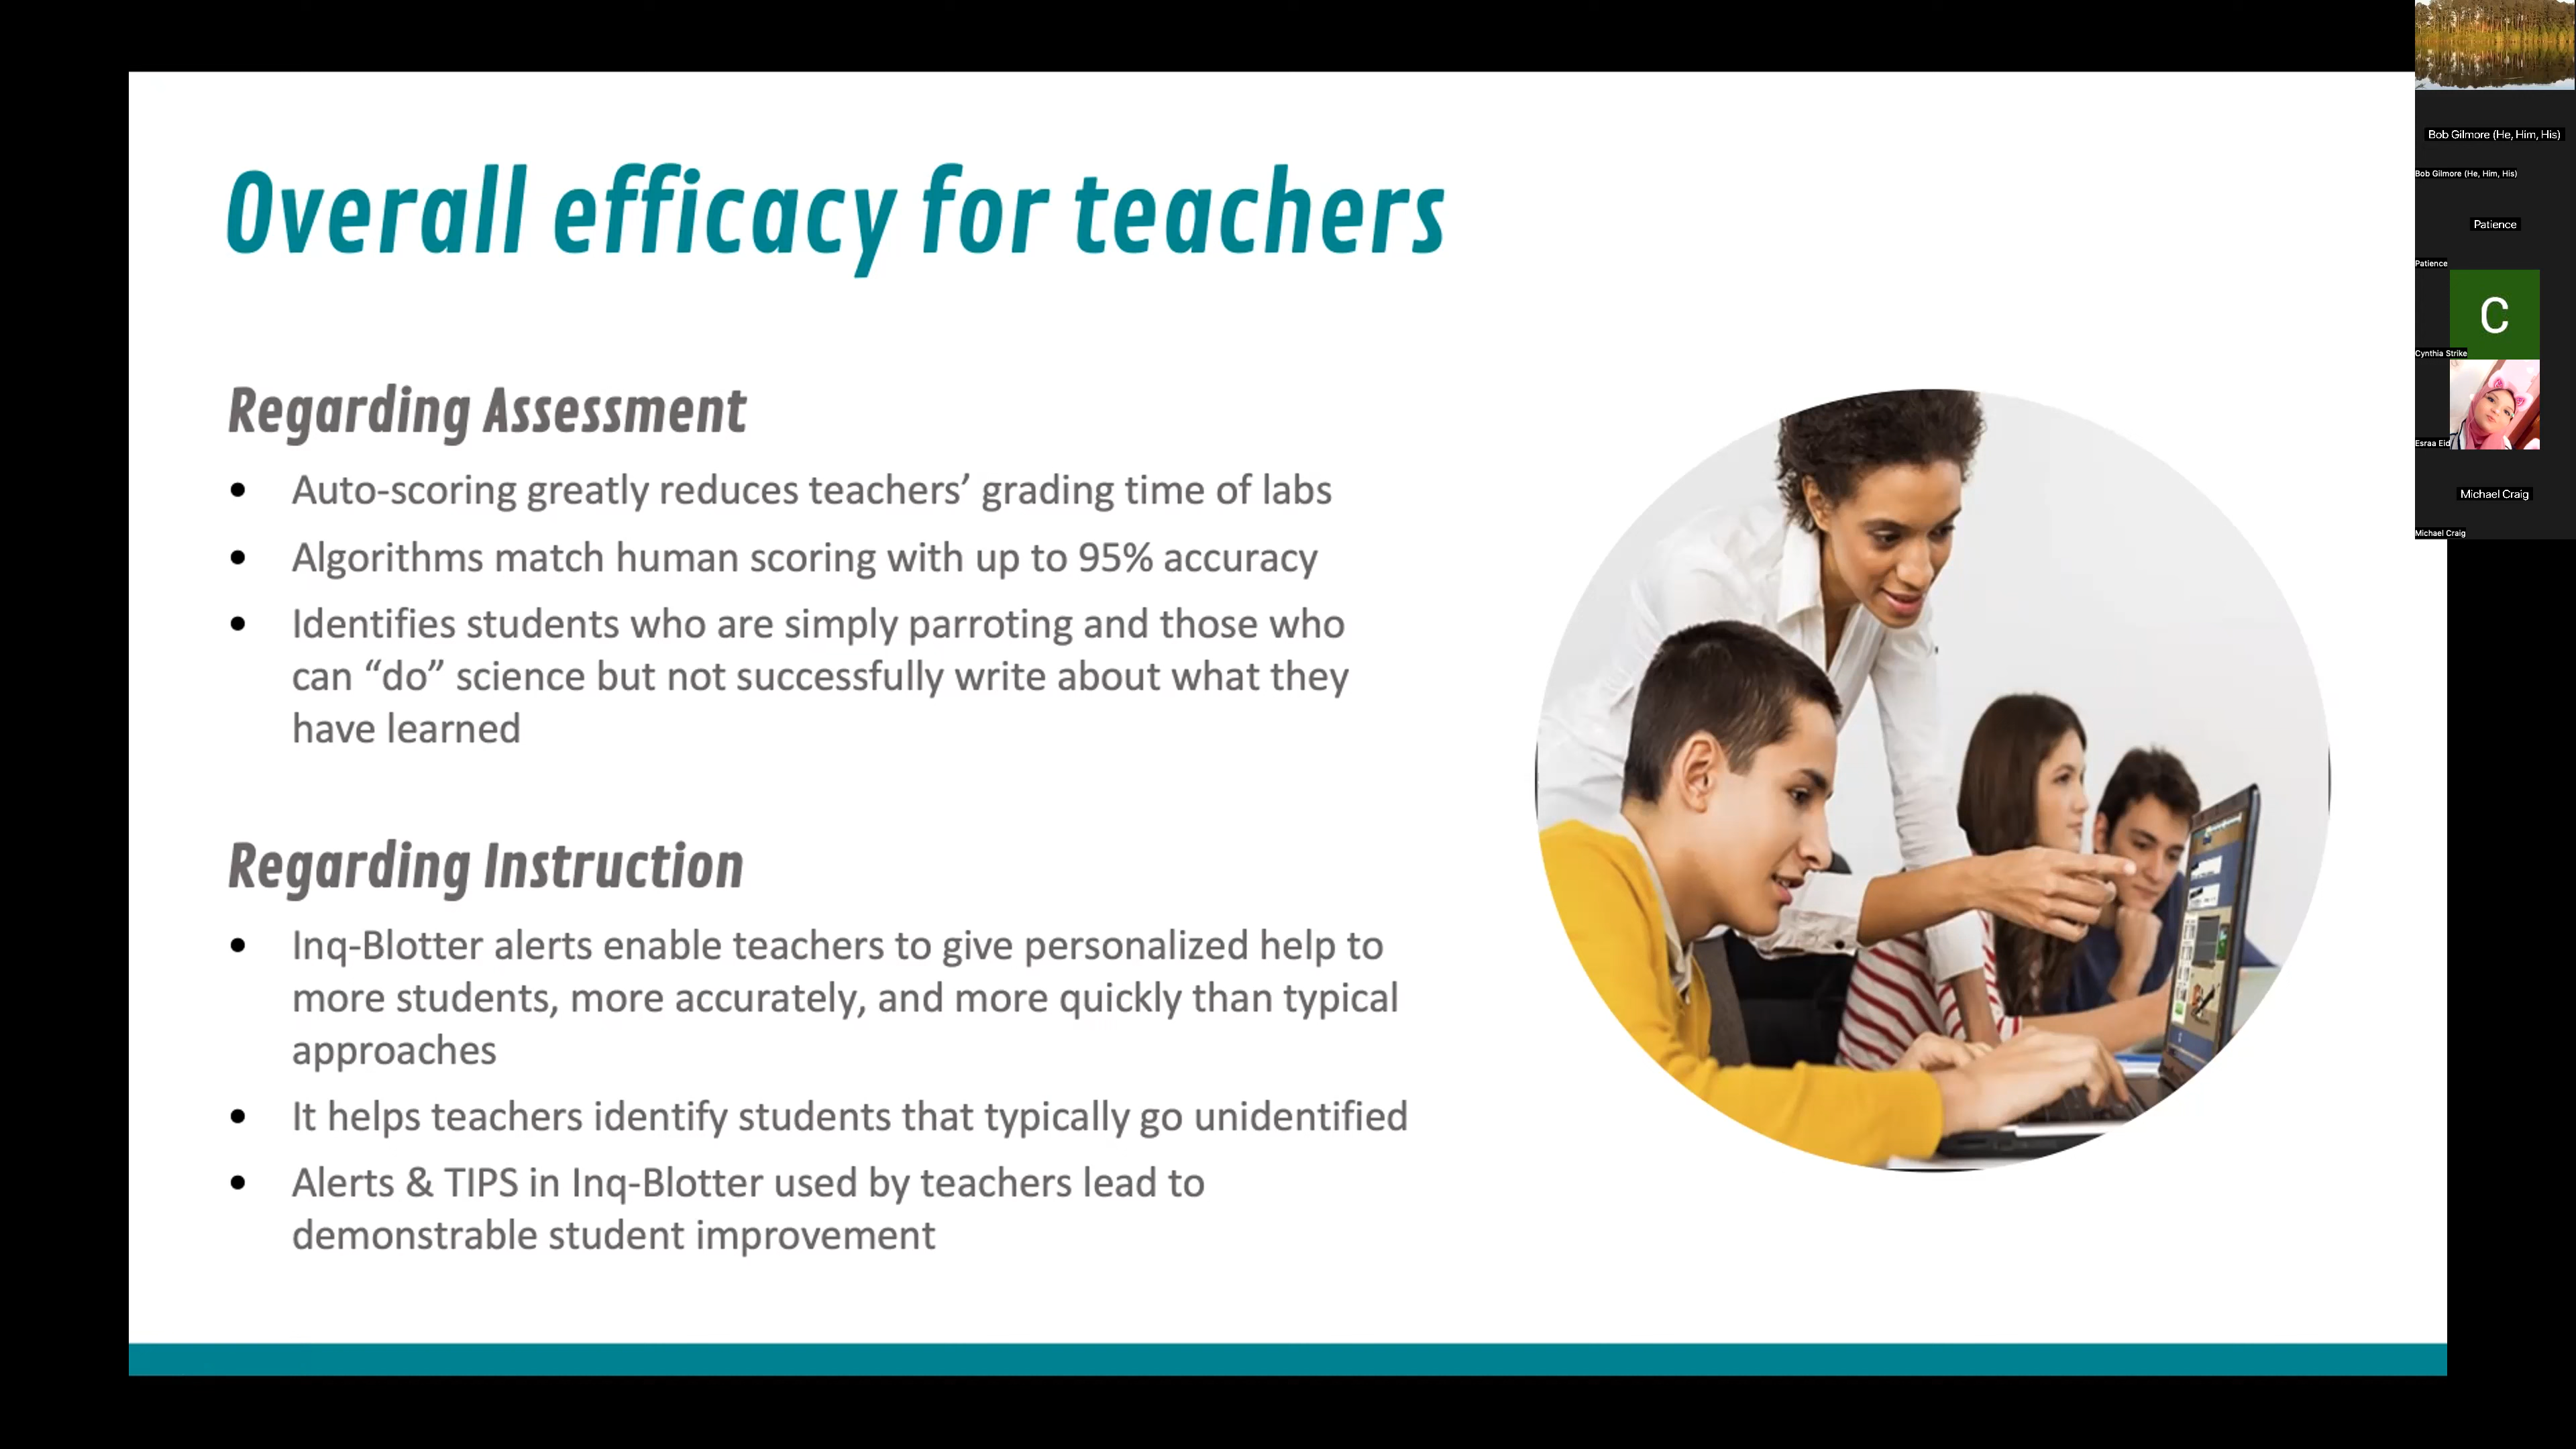 Overall efficacy for teachers
Regarding Assessment
• Auto-scoring greatly reduces teachers’ grading time of labs
• Algorithms match human scoring with up to 95% accuracy
• Identifies students who are simply parroting and those who
can “do” science but not successfully write about what they
have learned
Regarding Instruction
• Inq-Blotter alerts enable teachers to give personalized help to
more students, more accurately, and more quickly than typical
approaches
• It helps teachers identify students that typically go unidentified
• Alerts & TIPS in Inq-Blotter used by teachers lead to
demonstrable student improvement
Bob Gilmore (He, Him, His)
Bob Gilmore (He, Him, His)
Patience
Patience
C
Cynthia Strike
Esraa Eid
Michael Craig
Michael Craig